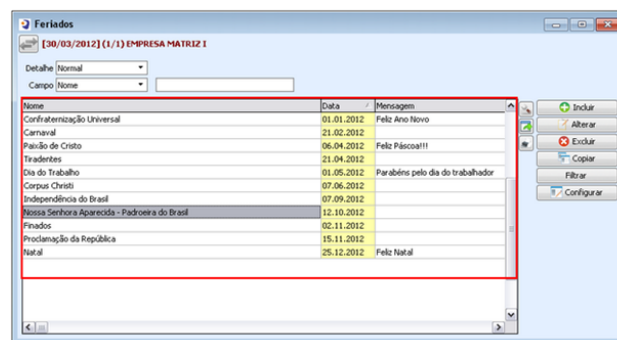 Feriados
[30/03/2012] (1/1) EMPRESA MATRIZ I
Detalhe Normal
Campo Nome
Nome Data Mensagem
Confraternização Universal 01.01.2012 Feliz Ano Novo
Carnaval 21.02.2012
Paixão de Cristo 06.04.2012 Feliz Páscoa!!!
Tiradentes 21.04.2012
Dia do Trabalho 01.05.2012 Parabéns pelo dia do trabalhador
Corpus Christi 07.06.2012
Independência do Brasil 07.09.2012
Nossa Senhora Aparecida - Padroeira do Brasil 12.10.2012
Finados 02.11.2012
Proclamação da República 15.11.2012
Natal 25.12.2012 Feliz Natal
Incluir
Alterar
Excluir
Copiar
Filtrar
Configurar